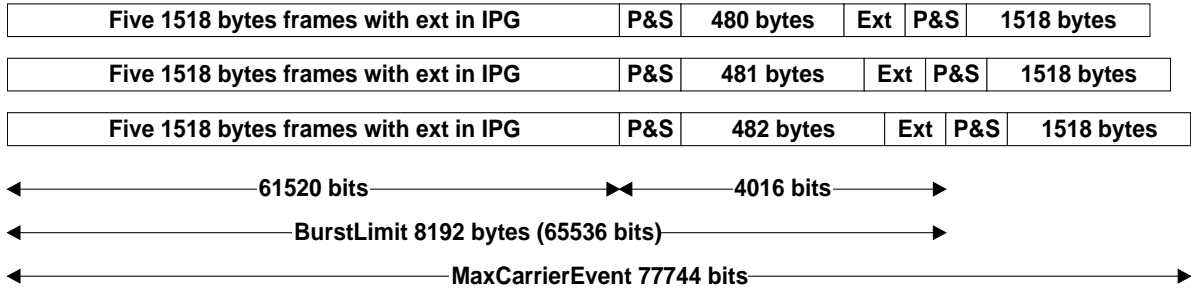 Five 1518 bytes frames with ext in IPG P&S 480 bytes Ext P&S 1518 bytes
Five 1518 bytes frames with ext in IPG P&S 481 bytes Ext P&S 1518 bytes
Five 1518 bytes frames with ext in IPG P&S 482 bytes Ext P&S 1518 bytes
61520 bits 4016 bits
BurstLimit 8192 bytes (65536 bits)
MaxCarrierEvent 77744 bits